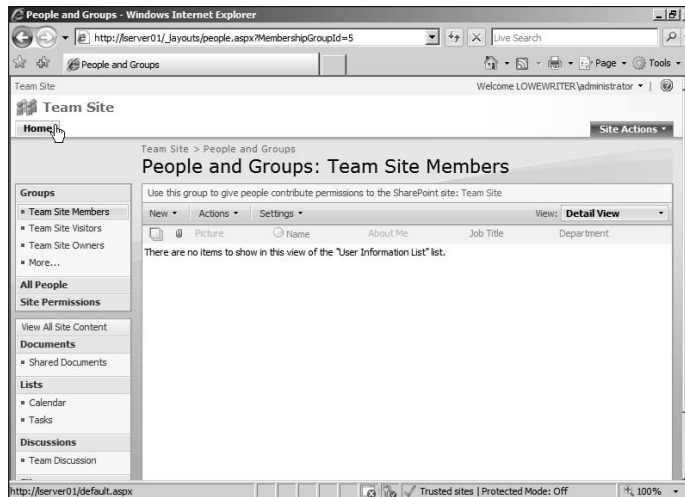 People and Groups - Windows Internet Explorer
http://lserver01/_layouts/people.aspx?MembershipGroupId=5
Live Search
People and Groups
Page
Tools
Team Site
Welcome LOWEWRITER\administrator
Team Site
Home
Site Actions
Team Site > People and Groups
People and Groups: Team Site Members
Groups
Team Site Members
Team Site Visitors
Team Site Owners
More...
All People
Site Permissions
View All Site Content
Documents
Shared Documents
Lists
Calendar
Tasks
Discussions
Team Discussion
Use this group to give people contribute permissions to the SharePoint site: Team Site
New Actions Settings View: Detail View
Picture Name About Me Job Title Department
There are no items to show in this view of the "User Information List" list.
http://lserver01/default.aspx
Trusted sites | Protected Mode: Off
100%